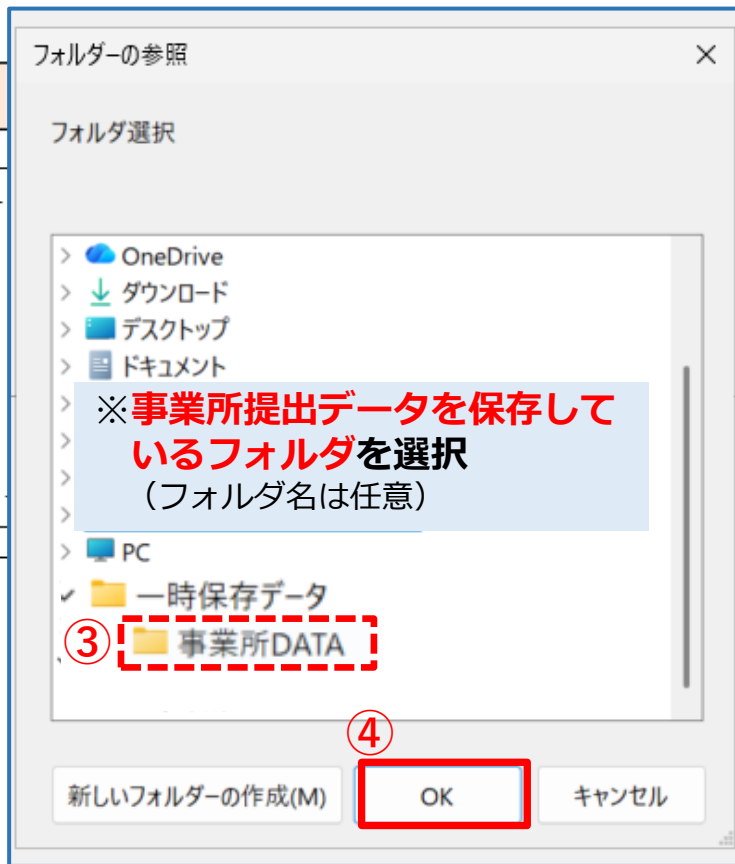 フォルダーの参照
フォルダ選択
OneDrive
ダウンロード
デスクトップ
ドキュメント
※事業所提出データを保存して
いるフォルダを選択
（フォルダ名は任意）
PC
一時保存データ
③ 事業所DATA
④
新しいフォルダーの作成(M) OK キャンセル